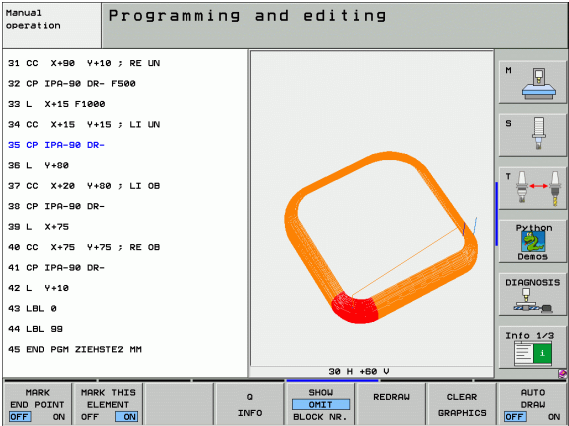 Manual
operation
Programming and editing
31 CC X+90 Y+10 ; RE UN
32 CP IPA-90 DR- F500
33 L X+15 F1000
34 CC X+15 Y+15 ; LI UN
35 CP IPA-90 DR-
36 L Y+80
37 CC X+20 Y+80 ; LI OB
38 CP IPA-90 DR-
39 L X+75
40 CC X+75 Y+75 ; RE OB
41 CP IPA-90 DR-
42 L Y+10
43 LBL 0
44 LBL 99
45 END PGM ZIEHSTE2 MM
30 H +60 V
M
S
T
Python
Demos
DIAGNOSIS
Info 1/3
i
MARK
END POINT
OFF ON
MARK THIS
ELEMENT
OFF ON
Q
INFO
SHOW
OMIT
BLOCK NR.
REDRAW
CLEAR
GRAPHICS
AUTO
DRAW
OFF ON